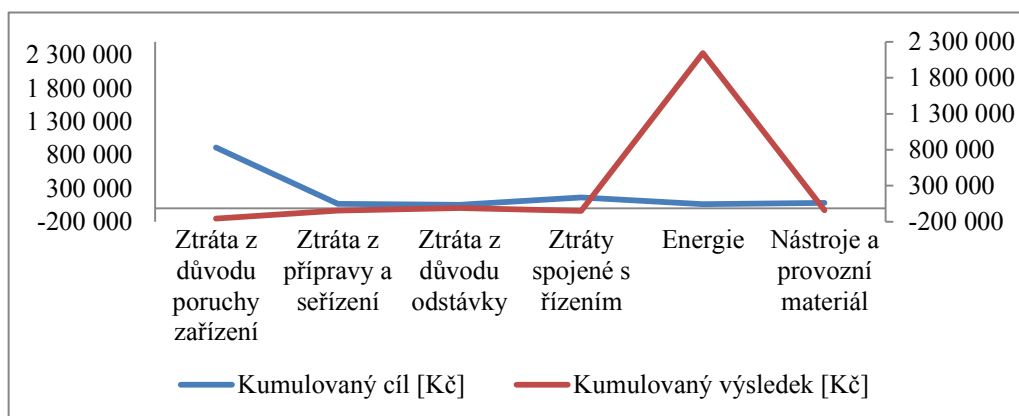 2 300 000
1 800 000
1 300 000
800 000
300 000
-200 000
2 300 000
1 800 000
1 300 000
800 000
300 000
-200 000
Ztráta z
důvodu
poruchy
zařízení
Ztráta z
přípravy a
seřízení
Ztráta z
důvodu
odstávky
Ztráty
spojené s
řízením
Energie
Nástroje a
provozní
materiál
Kumulovaný cíl [Kč]
Kumulovaný výsledek [Kč]